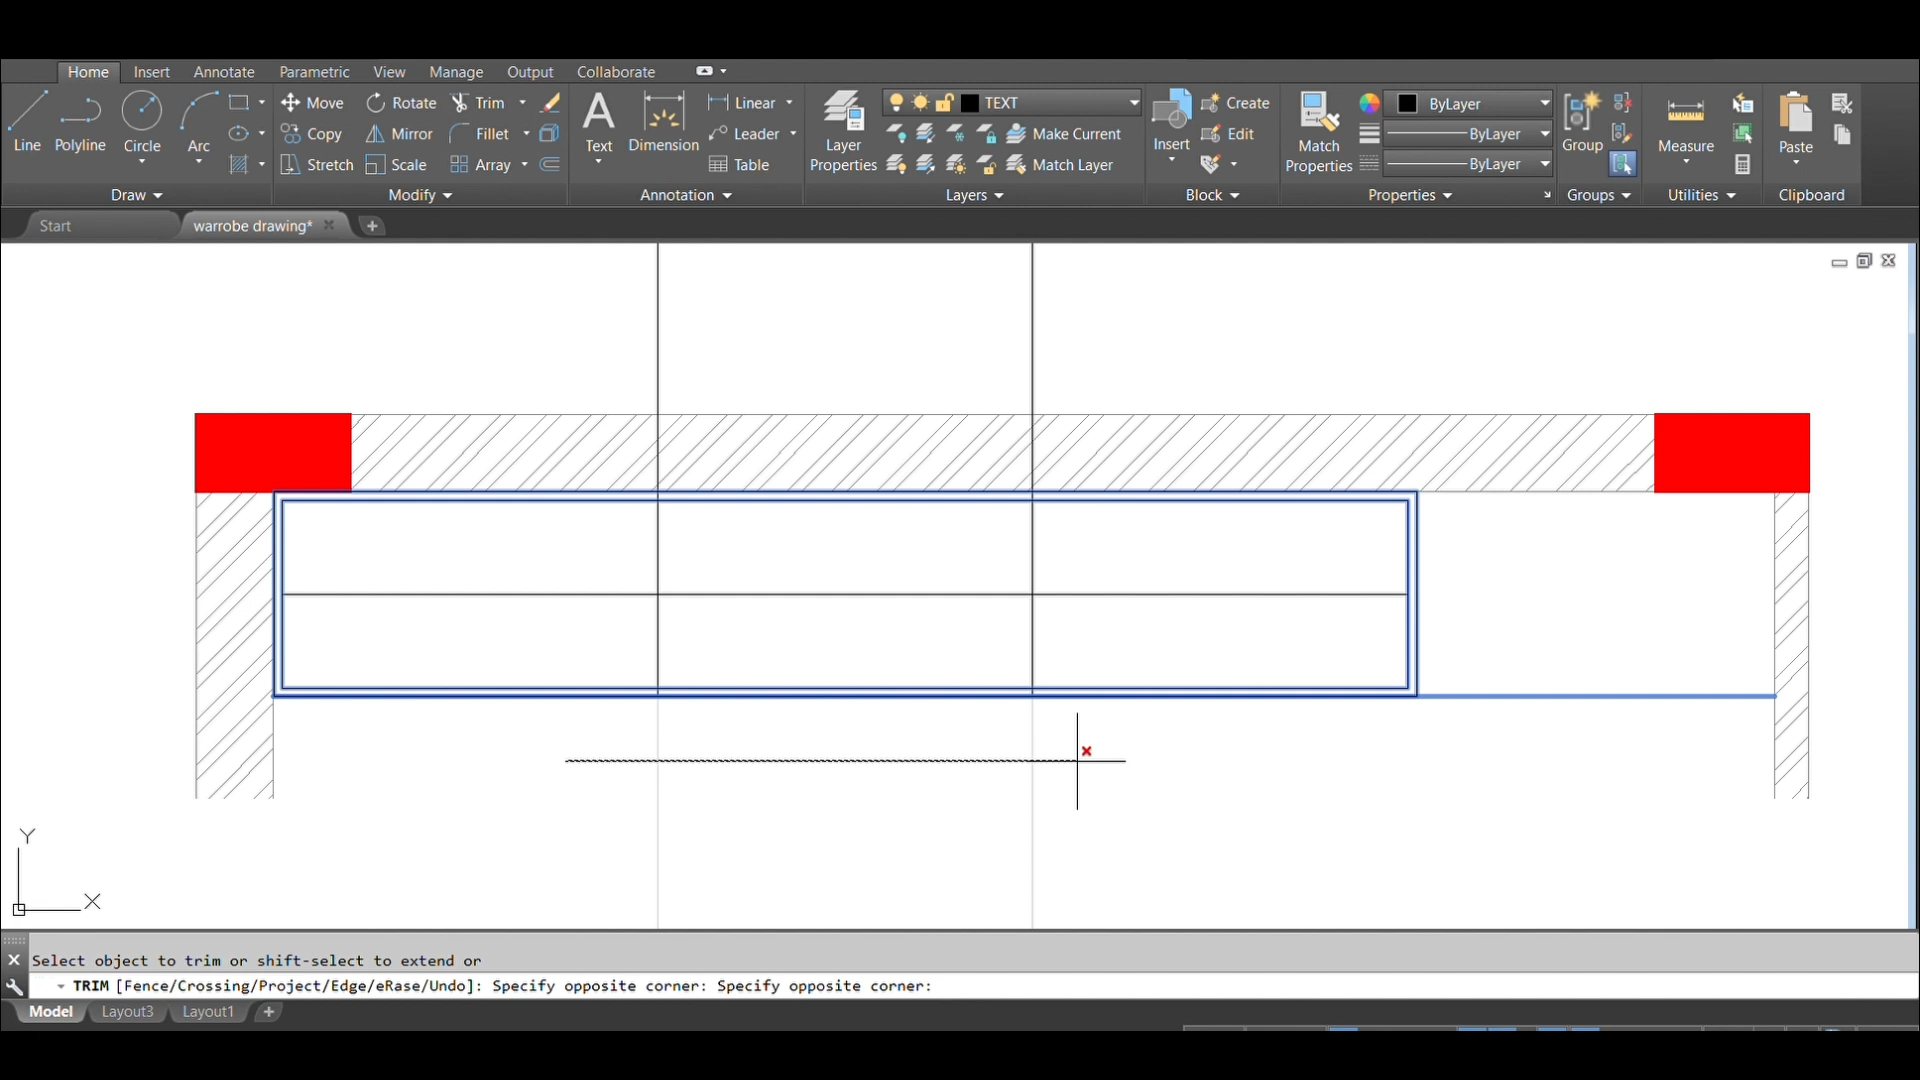 Home Insert Annotate Parametric View Manage Output Collaborate
Line Polyline Circle Arc
Move Rotate Trim
Copy Mirror Fillet
Stretch Scale Array
Text Dimension
Linear
Leader
Table
Layer Properties
TEXT
Make Current
Match Layer
Insert
Create
Edit
Match Properties
ByLayer
ByLayer
ByLayer
Group
Measure
Paste
Draw Modify Annotation Layers Block Properties Groups Utilities Clipboard
Start warrobe drawing*
Y
X
Select object to trim or shift-select to extend or
TRIM [Fence/Crossing/Project/Edge/eRase/Undo]: Specify opposite corner: Specify opposite corner:
Model Layout3 Layout1